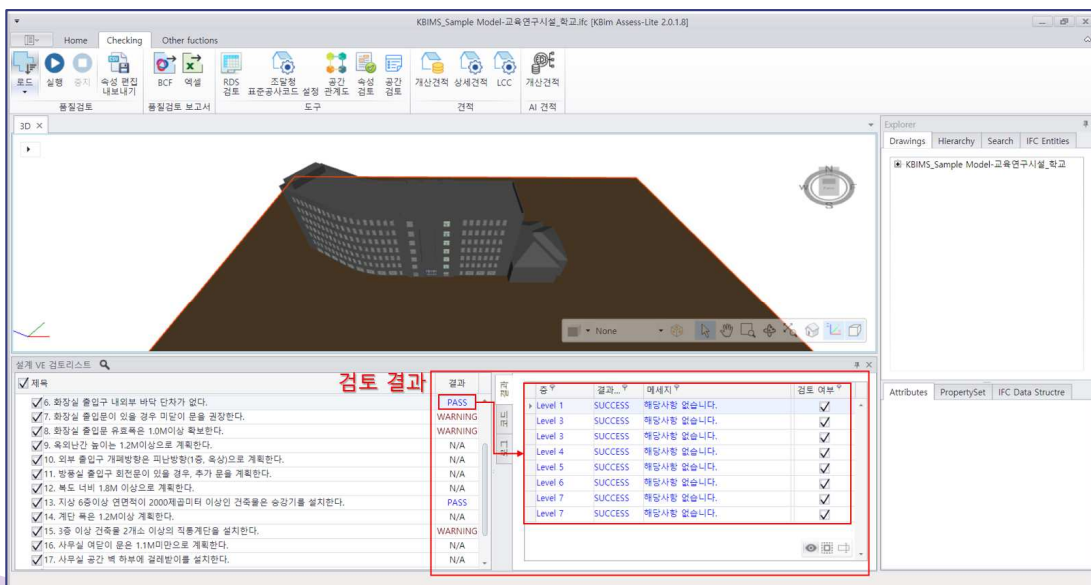 KBIMS_Sample Model-교육연구시설_학교.ifc [KBim Assess-Lite 2.0.1.8]
Home Checking Other fuctions
로드 실행 중지 속성 편집 내보내기 BCF 엑셀 RDS 검토 조달청 표준공사코드 설정 공간 관계도 속성 검토 공간 검토 개산견적 상세견적 LCC 개산견적
품질검토 품질검토 보고서 도구 견적 AI 견적
3D
Explorer
Drawings Hierarchy Search IFC Entities
KBIMS_Sample Model-교육연구시설_학교
N
S
None
설계 VE 검토리스트
제목 검토 결과 결과
6. 화장실 출입구 내외부 바닥 단차가 없다. PASS
7. 화장실 출입문이 있을 경우 미닫이 문을 권장한다. WARNING
8. 화장실 출입문 유효폭은 1.0M이상 확보한다. WARNING
9. 옥외난간 높이는 1.2M이상으로 계획한다. N/A
10. 외부 출입구 개폐방향은 피난방향(1층, 옥상)으로 계획한다. N/A
11. 방풍실 출입구 회전문이 있을 경우, 추가 문을 계획한다. N/A
12. 복도 너비 1.8M 이상으로 계획한다. N/A
13. 지상 6층이상 연면적이 2000제곱미터 이상인 건축물은 승강기를 설치한다. PASS
14. 계단 폭은 1.2M이상 계획한다. N/A
15. 3층 이상 건축물 2개소 이상의 직통계단을 설치한다. WARNING
16. 사무실 여닫이 문은 1.1M미만으로 계획한다. N/A
17. 사무실 공간 벽 하부에 걸레받이를 설치한다. N/A
층 결과... 메세지 검토 여부
Level 1 SUCCESS 해당사항 없습니다.
Level 3 SUCCESS 해당사항 없습니다.
Level 3 SUCCESS 해당사항 없습니다.
Level 4 SUCCESS 해당사항 없습니다.
Level 5 SUCCESS 해당사항 없습니다.
Level 6 SUCCESS 해당사항 없습니다.
Level 7 SUCCESS 해당사항 없습니다.
Level 7 SUCCESS 해당사항 없습니다.
Attributes PropertySet IFC Data Structre